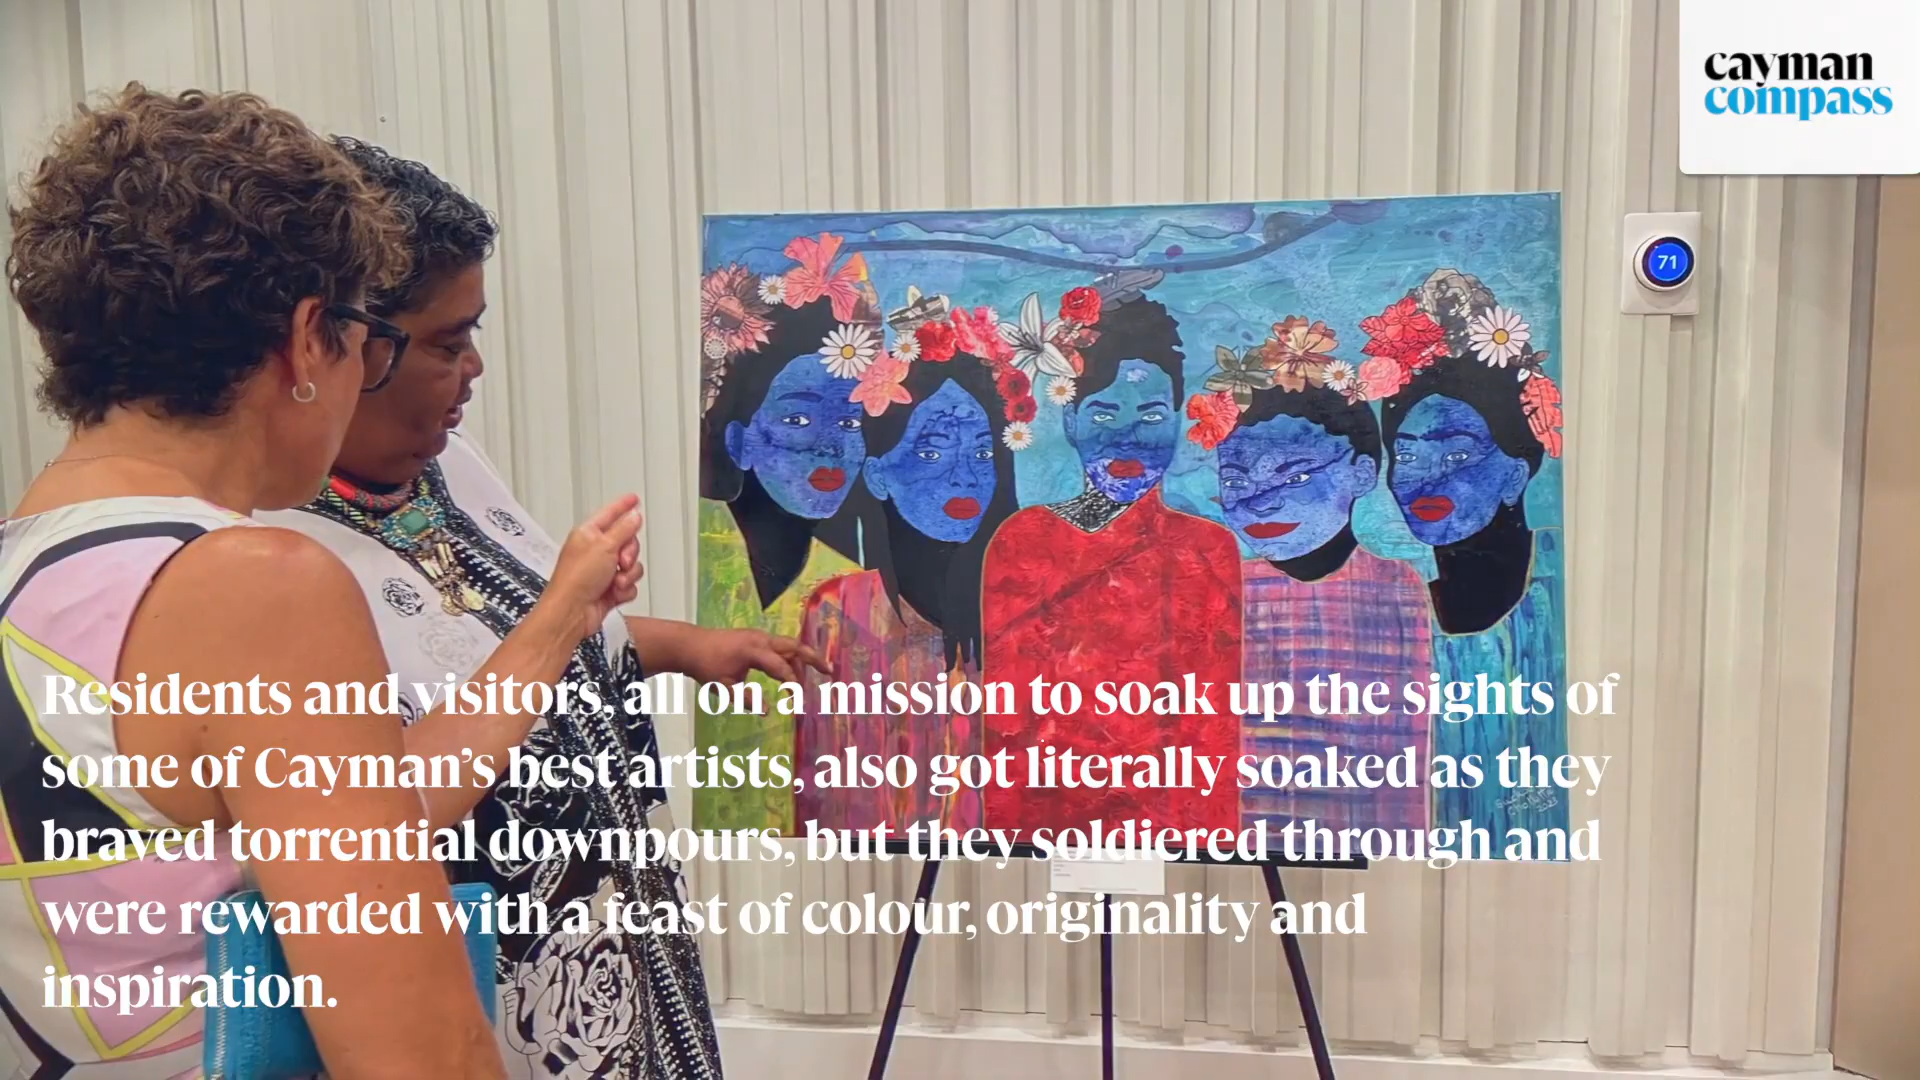 cayman
compass
71
Residents and visitors, all on a mission to soak up the sights of
some of Cayman’s best artists, also got literally soaked as they
braved torrential downpours, but they soldiered through and
were rewarded with a feast of colour, originality and
inspiration.